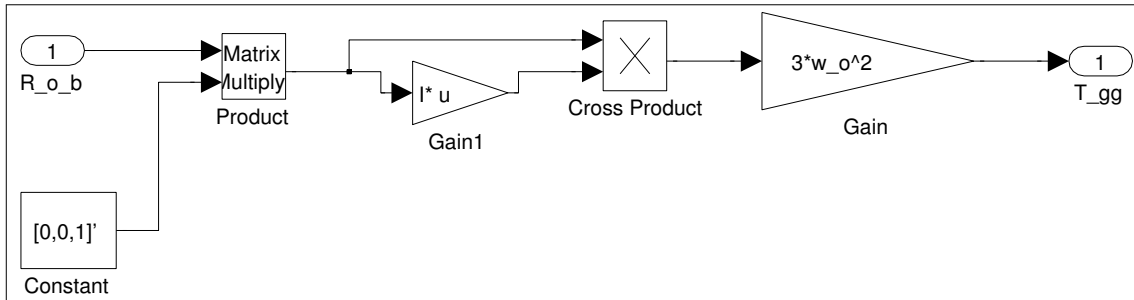 1
R_o_b
Matrix
Multiply
Product
I* u
Gain1
Cross Product
3*w_o^2
Gain
1
T_gg
[0,0,1]'
Constant